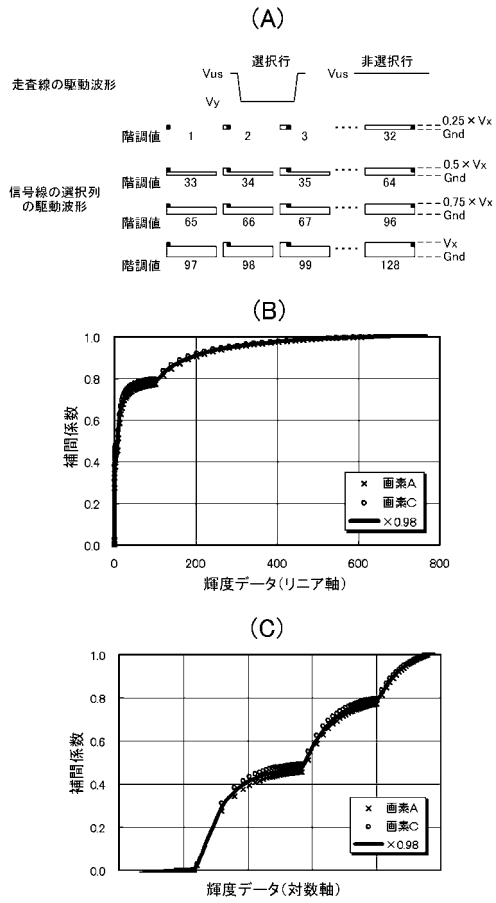 (A)
選択行
非選択行
走査線の駆動波形
Vus
Vus
Vy
階調値 1 2 3 32
0.25×Vx
Gnd
信号線の選択列
の駆動波形
33 34 35 64
0.5×Vx
Gnd
階調値 65 66 67 96
0.75×Vx
Gnd
階調値 97 98 99 128
Vx
Gnd
(B)
補間係数
1.0
0.8
0.6
0.4
0.2
0.0
× 画素A
○ 画素C
×0.98
0 200 400 600 800
輝度データ(リニア軸)
(C)
補間係数
1.0
0.8
0.6
0.4
0.2
0.0
× 画素A
○ 画素C
×0.98
輝度データ(対数軸)